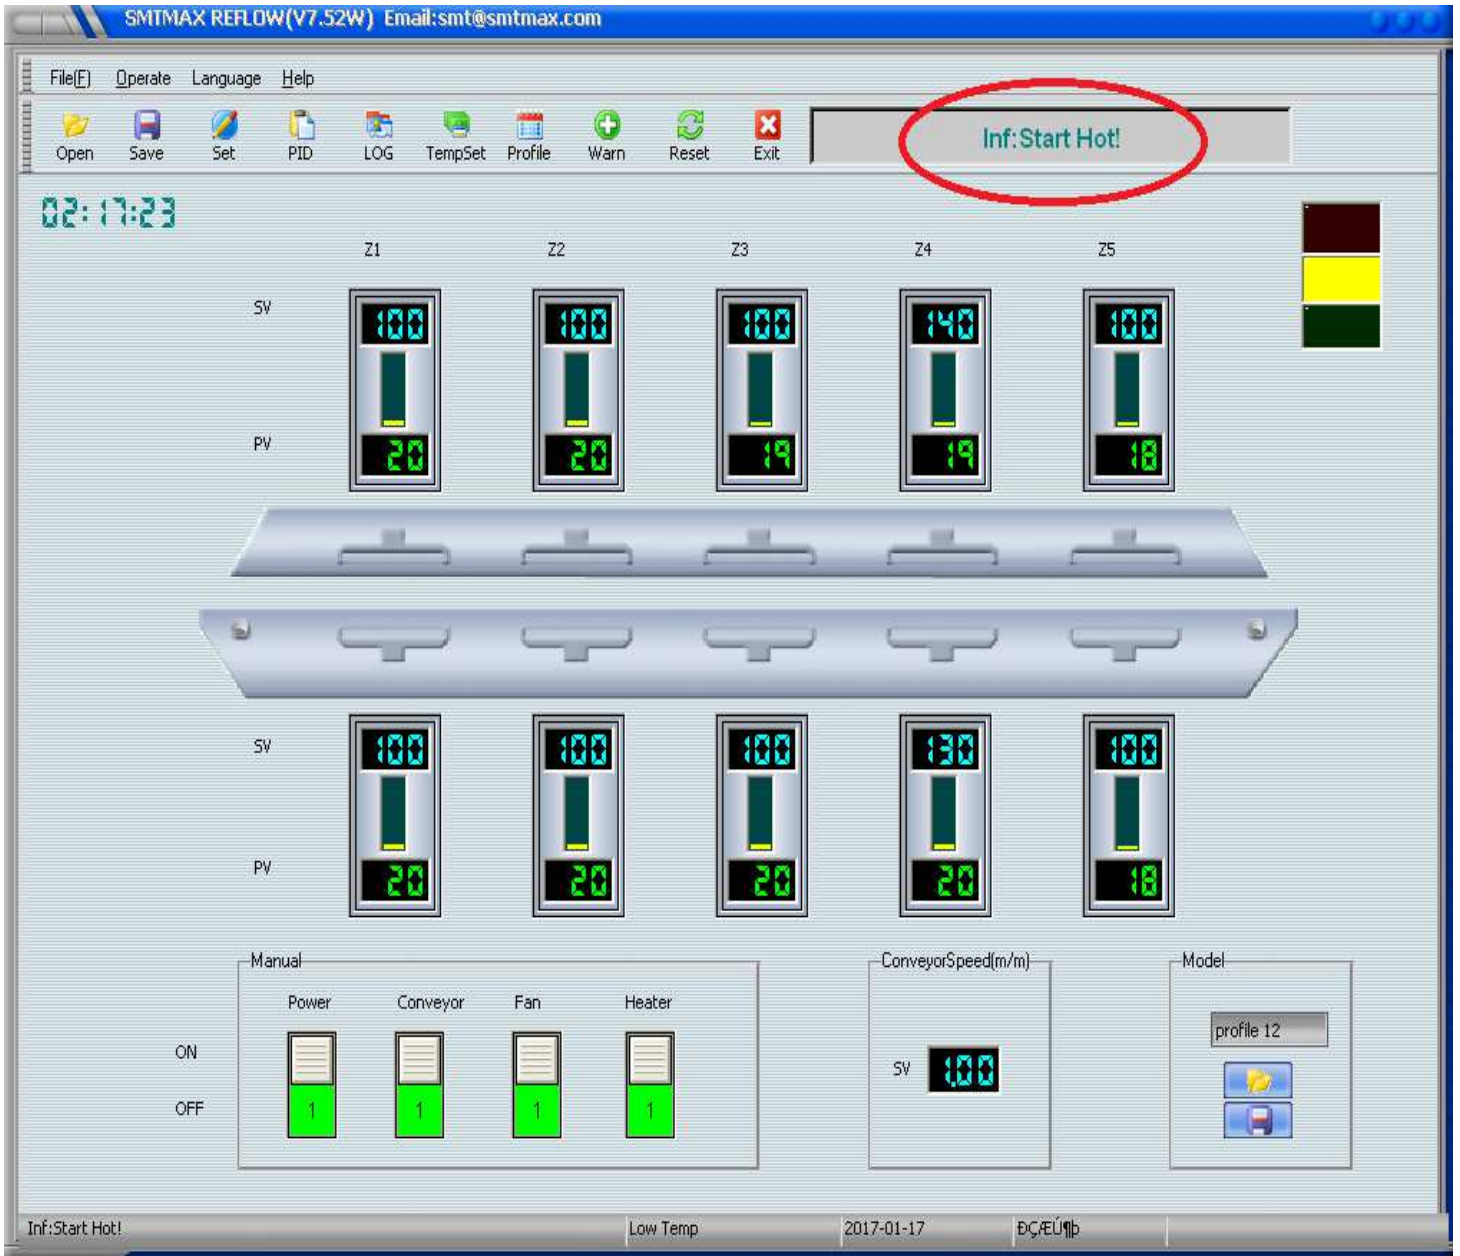 SMTMAX REFLOW(V7.52W) Email:smt@smtmax.com
File(F) Operate Language Help
Open Save Set PID LOG TempSet Profile Warn Reset Exit
Inf:Start Hot!
02:17:23
Z1 Z2 Z3 Z4 Z5
SV 100 100 100 140 100
PV 20 20 19 19 18
SV 100 100 100 130 100
PV 20 20 20 20 18
Manual ConveyorSpeed(m/m) Model
Power Conveyor Fan Heater
profile 12
ON
SV 1.00
OFF 1 1 1 1
Inf:Start Hot! Low Temp 2017-01-17 ÐÇÆÚ¶þ